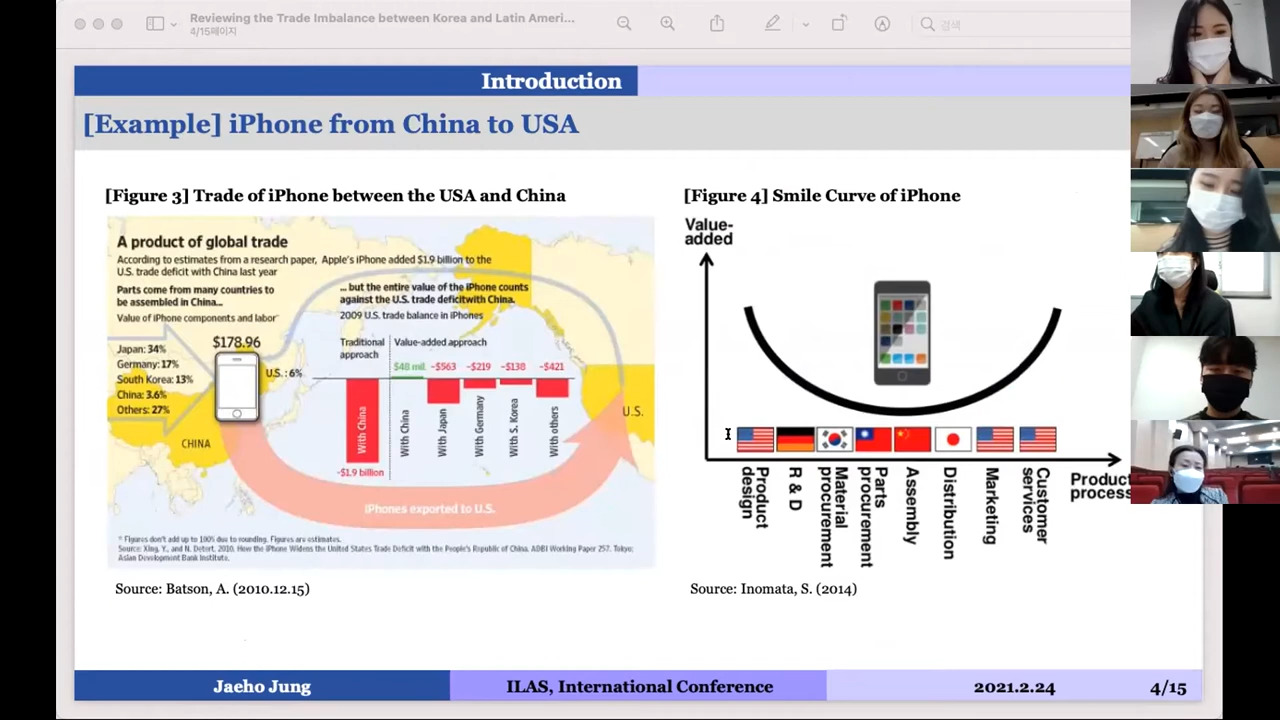 Reviewing the Trade Imbalance between Korea and Latin Ameri...
4/15페이지
검색
Introduction
[Example] iPhone from China to USA
[Figure 3] Trade of iPhone between the USA and China
A product of global trade
According to estimates from a research paper, Apple's iPhone added $1.9 billion to the
U.S. trade deficit with China last year
Parts come from many countries to
be assembled in China...
Value of iPhone components and labor*
$178.96
Japan: 34%
Germany: 17%
South Korea: 13%
China: 3.6%
Others: 27%
U.S.: 6%
CHINA
... but the entire value of the iPhone counts
against the U.S. trade deficitwith China.
2009 U.S. trade balance in iPhones
Traditional
approach
Value-added approach
$48 mil.
-$563
-$219
-$138
-$421
With China
With China
With Japan
With Germany
With S. Korea
With others
-$1.9 billion
U.S.
iPhones exported to U.S.
* Figures don't add up to 100% due to rounding. Figures are estimates.
Source: Xing, Y., and N. Detert. 2010. How the iPhone Widens the United States Trade Deficit with the People's Republic of China. ADBI Working Paper 257. Tokyo:
Asian Development Bank Institute.
Source: Batson, A. (2010.12.15)
[Figure 4] Smile Curve of iPhone
Value-
added
Product
design
R & D
Material
procurement
Parts
procurement
Assembly
Distribution
Marketing
Customer
services
Product
process
Source: Inomata, S. (2014)
Jaeho Jung
ILAS, International Conference
2021.2.24
4/15